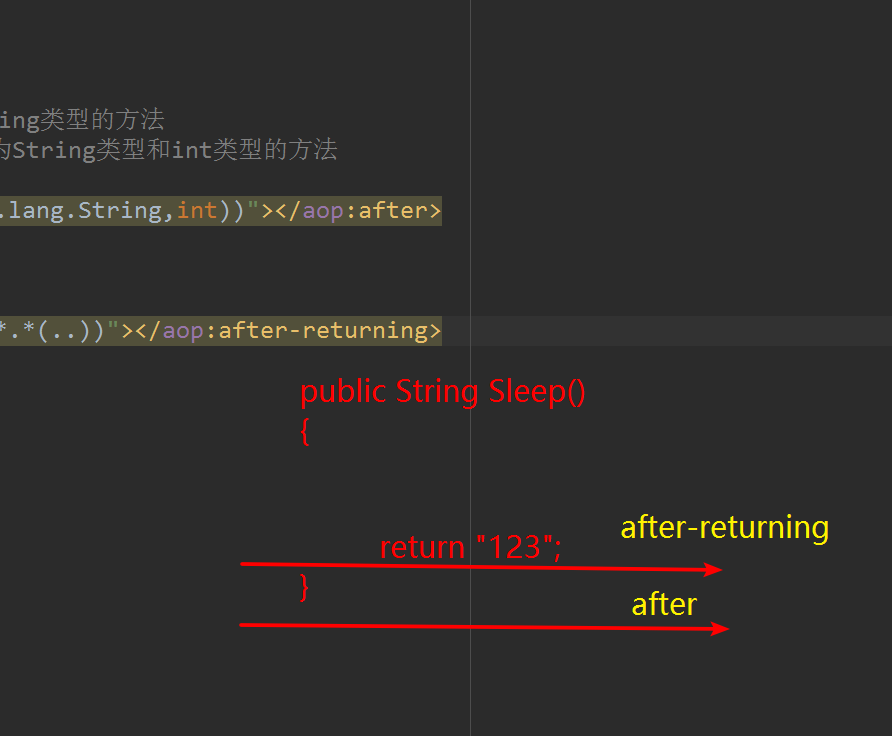 ing类型的方法
为String类型和int类型的方法
.lang.String,int))"></aop:after>
*.*(..))"></aop:after-returning>
public String Sleep()
{
return "123";
after-returning
}
after